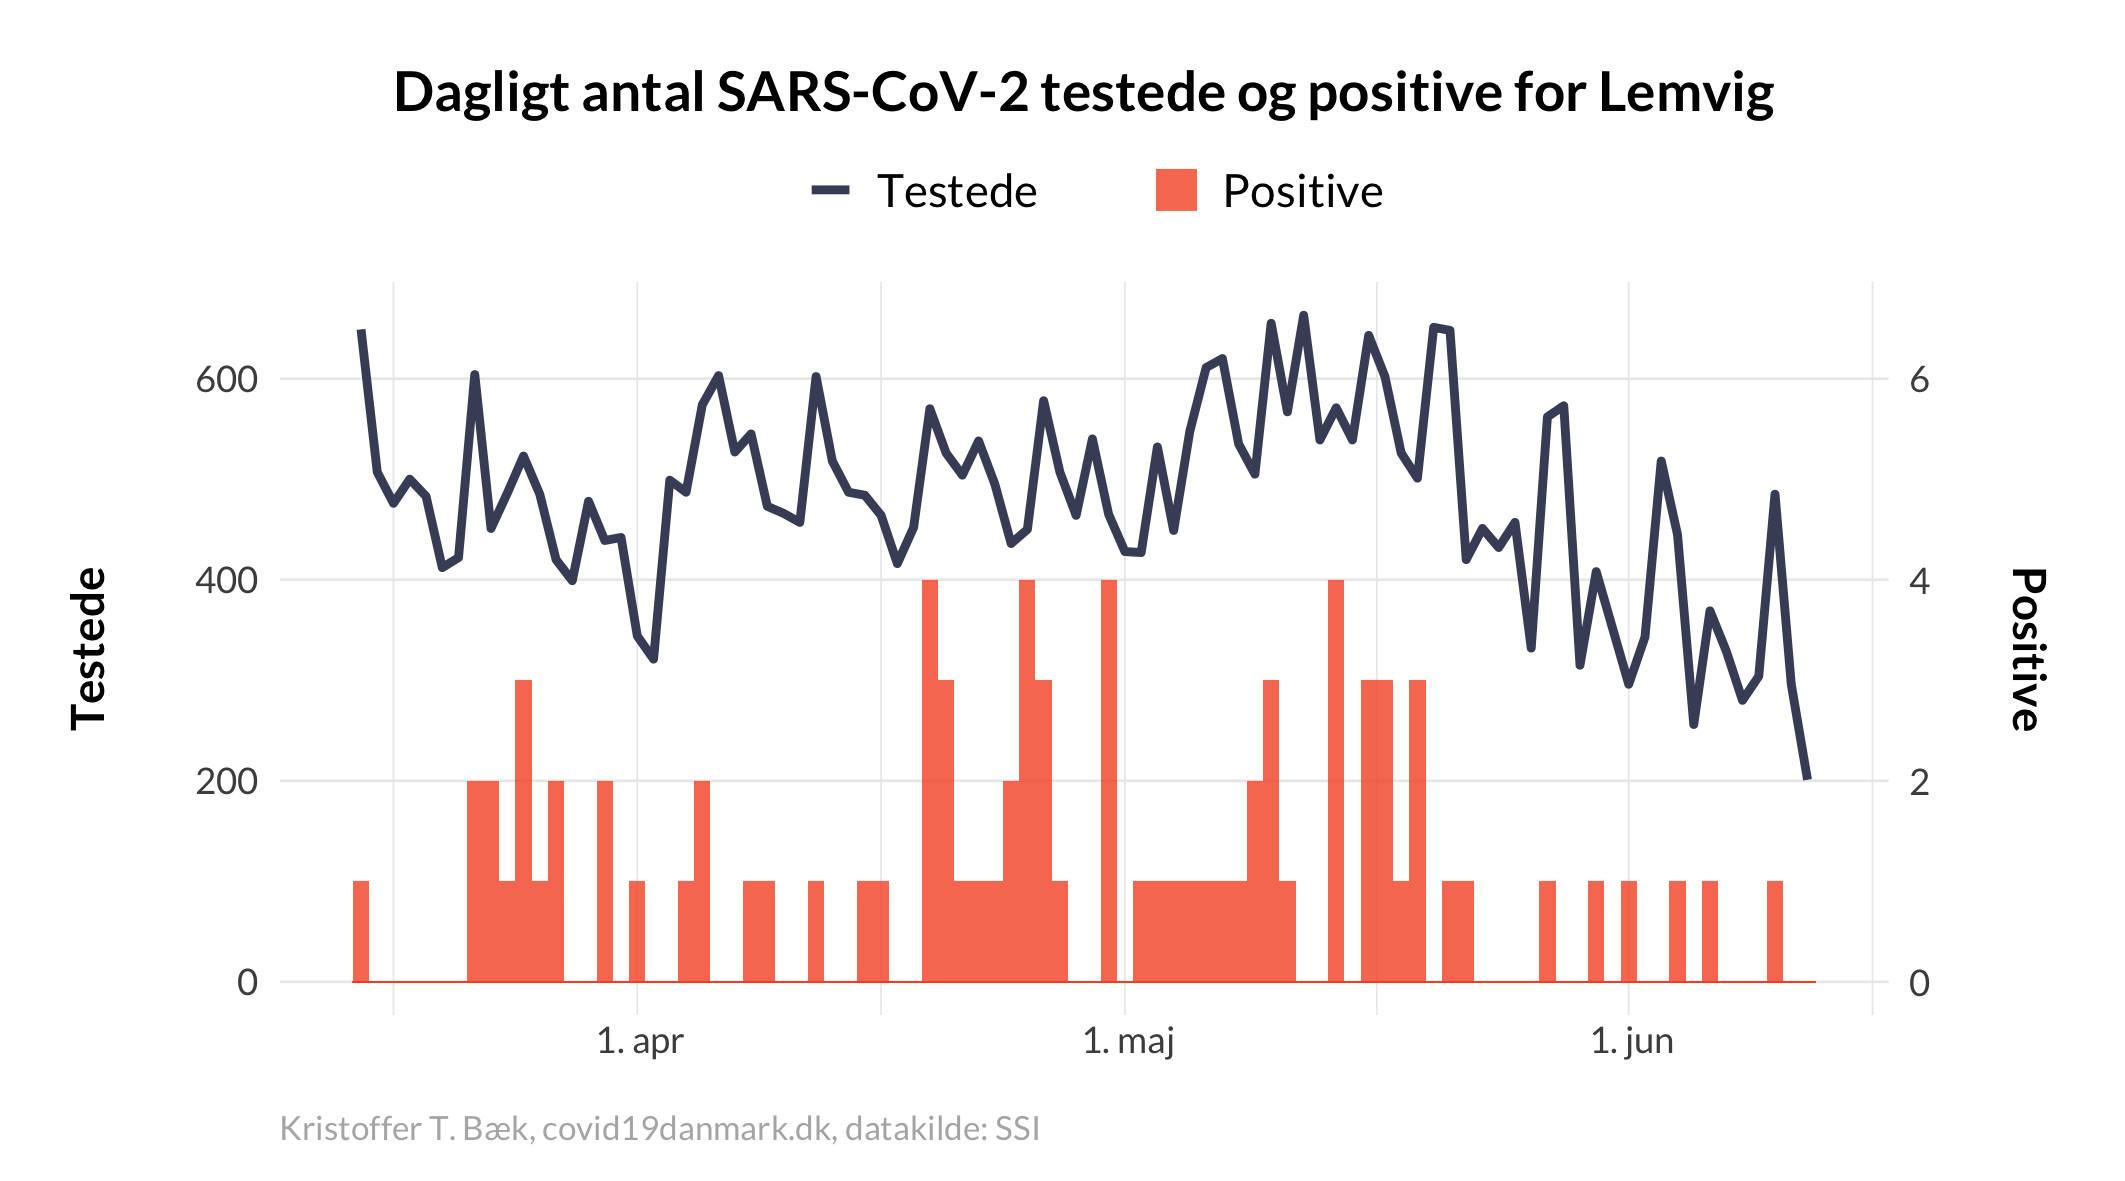 Dagligt antal SARS-CoV-2 testede og positive for Lemvig
Testede
Positive
600
400
200
0
6
4
2
0
Testede
Positive
1. apr
1. maj
1. jun
Kristoffer T. Bæk, covid19danmark.dk, datakilde: SSI